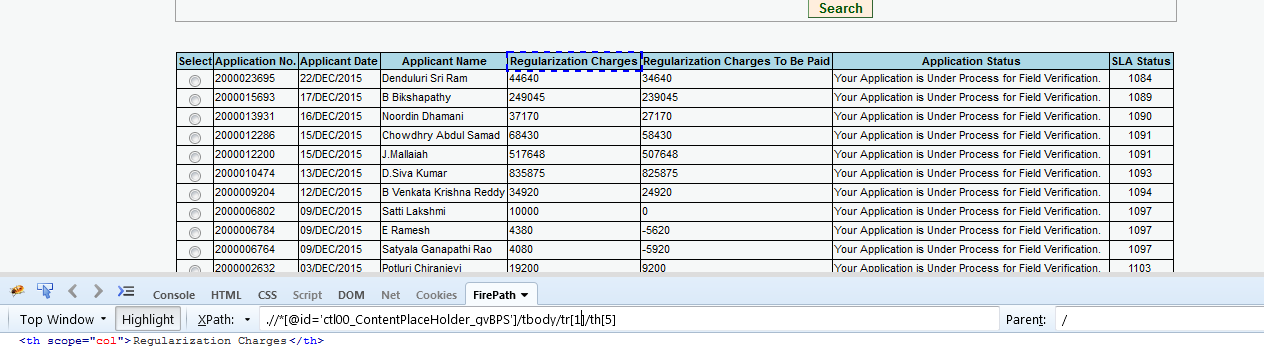 Search
Select Application No. Applicant Date Applicant Name Regularization Charges Regularization Charges To Be Paid Application Status SLA Status
2000023695 22/DEC/2015 Denduluri Sri Ram 44640 34640 Your Application is Under Process for Field Verification. 1084
2000015693 17/DEC/2015 B Bikshapathy 249045 239045 Your Application is Under Process for Field Verification. 1089
2000013931 16/DEC/2015 Noordin Dhamani 37170 27170 Your Application is Under Process for Field Verification. 1090
2000012286 15/DEC/2015 Chowdhry Abdul Samad 68430 58430 Your Application is Under Process for Field Verification. 1091
2000012200 15/DEC/2015 J.Mallaiah 517648 507648 Your Application is Under Process for Field Verification. 1091
2000010474 13/DEC/2015 D.Siva Kumar 835875 825875 Your Application is Under Process for Field Verification. 1093
2000009204 12/DEC/2015 B Venkata Krishna Reddy 34920 24920 Your Application is Under Process for Field Verification. 1094
2000006802 09/DEC/2015 Satti Lakshmi 10000 0 Your Application is Under Process for Field Verification. 1097
2000006784 09/DEC/2015 E Ramesh 4380 -5620 Your Application is Under Process for Field Verification. 1097
2000006764 09/DEC/2015 Satyala Ganapathi Rao 4080 -5920 Your Application is Under Process for Field Verification. 1097
2000002632 03/DEC/2015 Potluri Chiranjevi 19200 9200 Your Application is Under Process for Field Verification. 1103
Console HTML CSS Script DOM Net Cookies FirePath
Top Window Highlight XPath: .//*[@id='ctl00_ContentPlaceHolder_gvBPS']/tbody/tr[1]/th[5] Parent: /
<th scope="col">Regularization Charges</th>